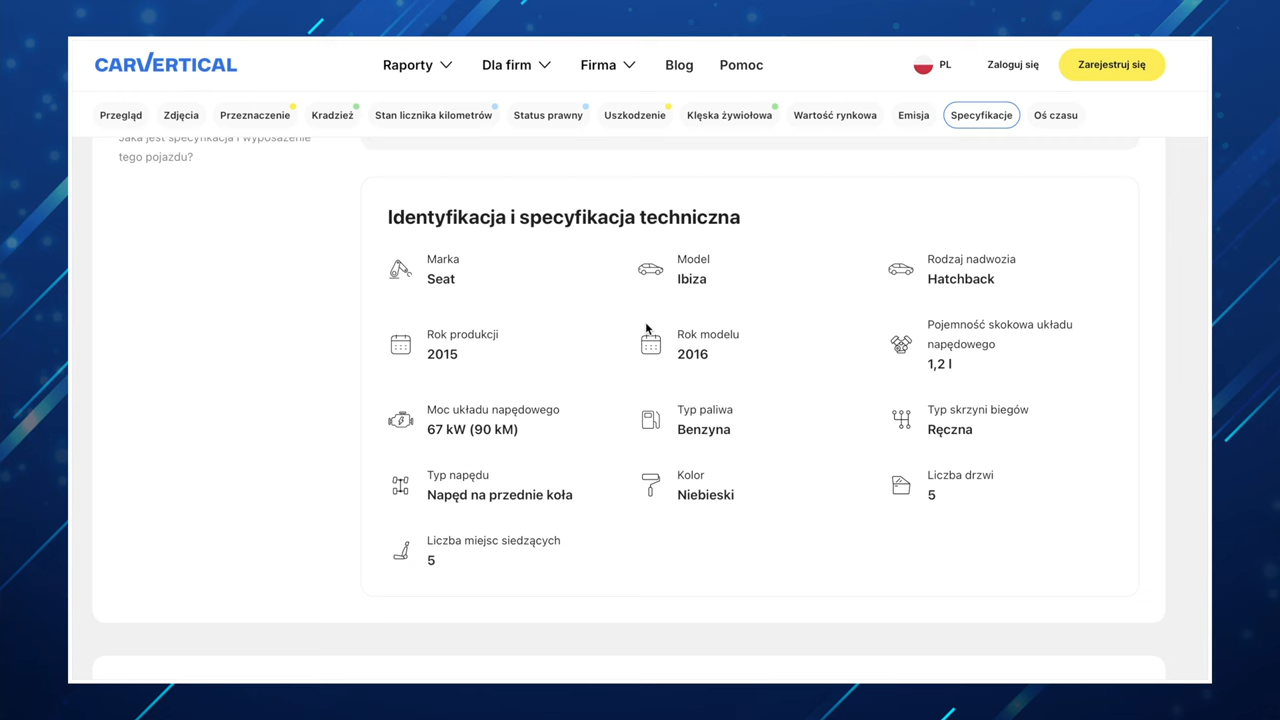 CARVERTICAL
Raporty
Dla firm
Firma
Blog
Pomoc
PL
Zaloguj się
Zarejestruj się
Przegląd
Zdjęcia
Przeznaczenie
Kradzież
Stan licznika kilometrów
Status prawny
Uszkodzenie
Klęska żywiołowa
Wartość rynkowa
Emisja
Specyfikacje
Oś czasu
Jaka jest specyfikacja i wyposażenie
tego pojazdu?
Identyfikacja i specyfikacja techniczna
Marka
Seat
Model
Ibiza
Rodzaj nadwozia
Hatchback
Rok produkcji
2015
Rok modelu
2016
Pojemność skokowa układu
napędowego
1,2 l
Moc układu napędowego
67 kW (90 kM)
Typ paliwa
Benzyna
Typ skrzyni biegów
Ręczna
Typ napędu
Napęd na przednie koła
Kolor
Niebieski
Liczba drzwi
5
Liczba miejsc siedzących
5